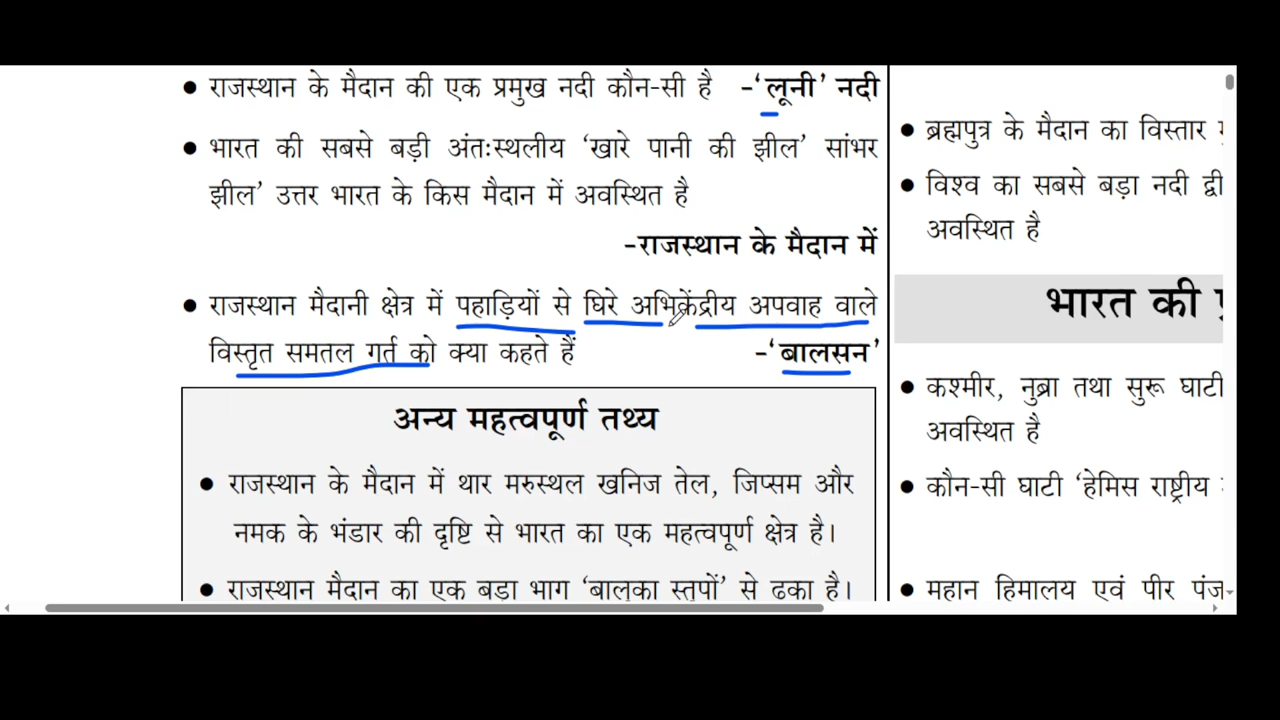 • राजस्थान के मैदान की एक प्रमुख नदी कौन-सी है -‘लूनी’ नदी
• भारत की सबसे बड़ी अंतःस्थलीय ‘खारे पानी की झील’ सांभर
झील’ उत्तर भारत के किस मैदान में अवस्थित है
-राजस्थान के मैदान में
• राजस्थान मैदानी क्षेत्र में पहाड़ियों से घिरे अभिकेंद्रीय अपवाह वाले
विस्तृत समतल गर्त को क्या कहते हैं -‘बालसन’
अन्य महत्वपूर्ण तथ्य
• राजस्थान के मैदान में थार मरुस्थल खनिज तेल, जिप्सम और
नमक के भंडार की दृष्टि से भारत का एक महत्वपूर्ण क्षेत्र है।
• राजस्थान मैदान का एक बड़ा भाग ‘बालुका स्तूपों’ से ढका है।
• ब्रह्मपुत्र के मैदान का विस्तार
• विश्व का सबसे बड़ा नदी
अवस्थित है
भारत की
• कश्मीर, नुब्रा तथा सुरू घाटी
अवस्थित है
• कौन-सी घाटी ‘हेमिस राष्ट्रीय
• महान हिमालय एवं पीर